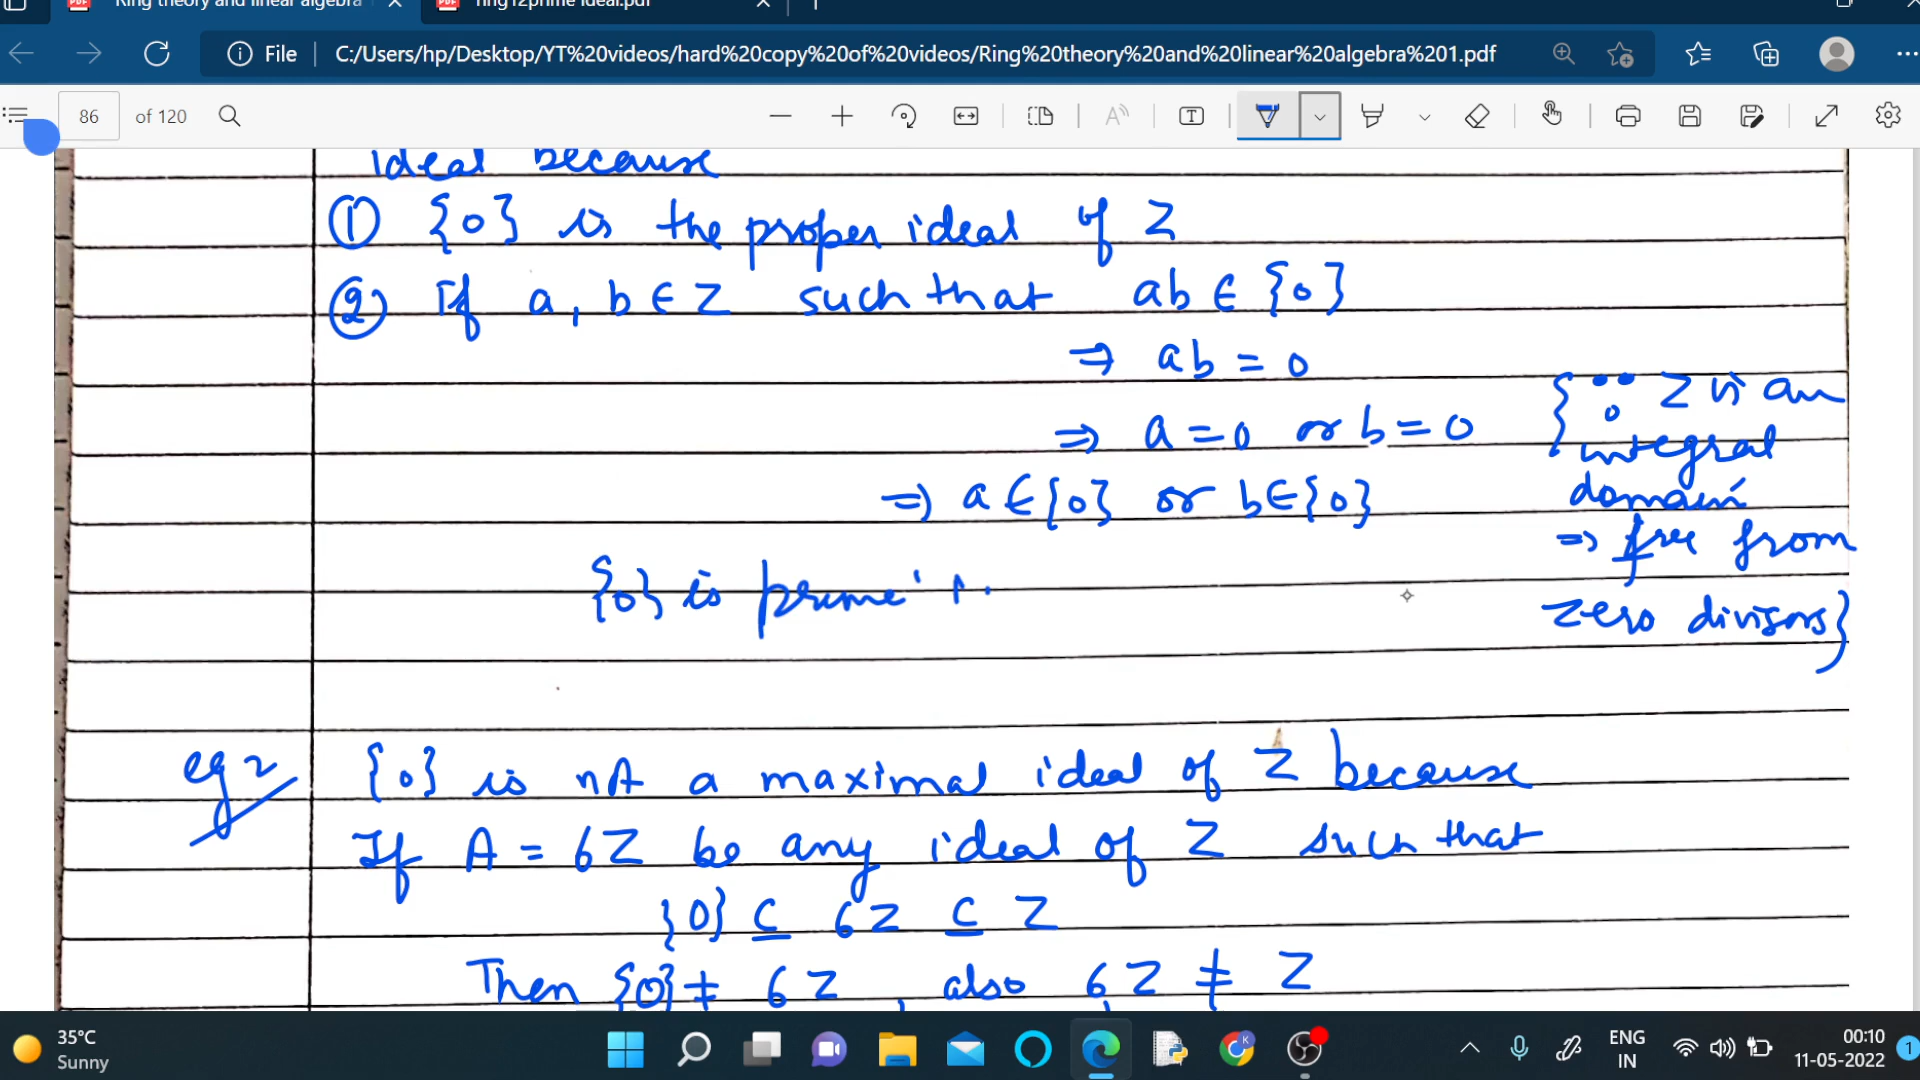 Ring theory and linear algebra
ring12prime ideal.pdf
File
C:/Users/hp/Desktop/YT%20videos/hard%20copy%20of%20videos/Ring%20theory%20and%20linear%20algebra%201.pdf
86 of 120
ideal because
① {0} is the proper ideal of Z
② If a, b ∈ Z such that ab ∈ {0}
⇒ ab = 0
⇒ a = 0 or b = 0 {∵ Z is an
integral
domain
⇒ a ∈ {0} or b ∈ {0}
⇒ free from
zero divisors}
{0} is prime i
eg 2 {0} is not a maximal ideal of Z because
If A = 6Z be any ideal of Z such that
{0} ⊆ 6Z ⊆ Z
Then {0} ≠ 6Z, also 6Z ≠ Z
35°C
Sunny
ENG
IN
00:10
11-05-2022
1